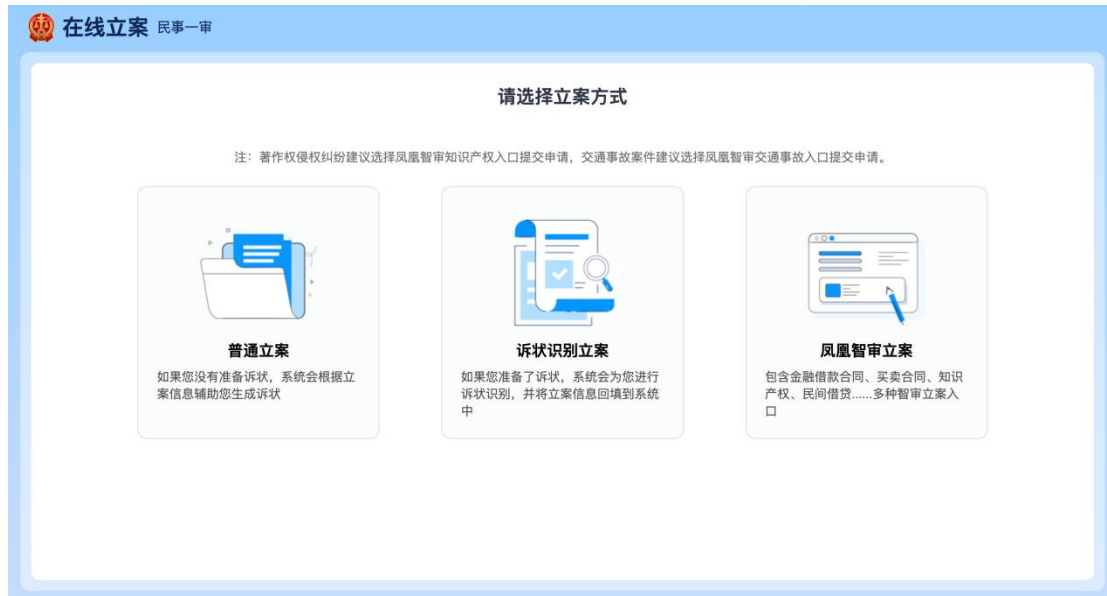 在线立案 民事一审
请选择立案方式
注：著作权侵权纠纷建议选择凤凰智审知识产权入口提交申请，交通事故案件建议选择凤凰智审交通事故入口提交申请。
普通立案
如果您没有准备诉状，系统会根据立
案信息辅助您生成诉状
诉状识别立案
如果您准备了诉状，系统会为您进行
诉状识别，并将立案信息回填到系统
中
凤凰智审立案
包含金融借款合同、买卖合同、知识
产权、民间借贷......多种智审立案入
口